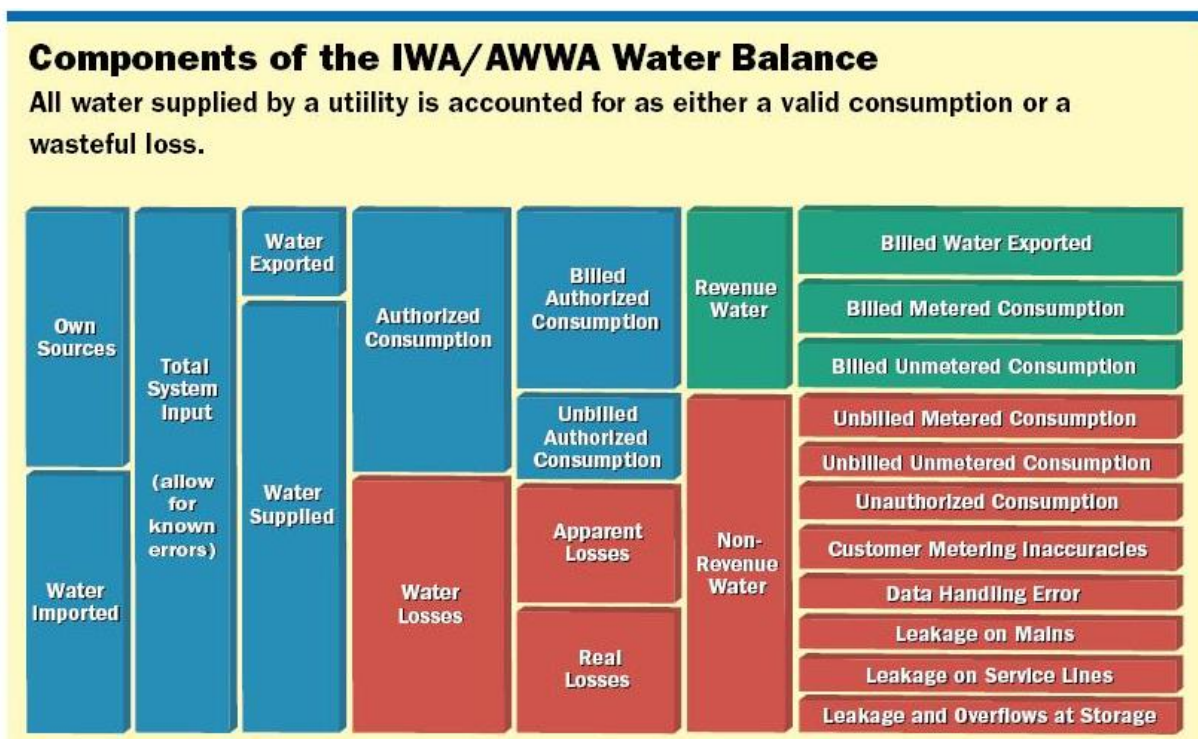 Components of the IWA/AWWA Water Balance
All water supplied by a utiility is accounted for as either a valid consumption or a
wasteful loss.
Own
Sources
Water
Imported
Total
System
Input
(allow
for
known
errors)
Water
Exported
Water
Supplied
Authorized
Consumption
Water
Losses
Billed
Authorized
Consumption
Unbilled
Authorized
Consumption
Apparent
Losses
Real
Losses
Revenue
Water
Non-
Revenue
Water
Billed Water Exported
Billed Metered Consumption
Billed Unmetered Consumption
Unbilled Metered Consumption
Unbilled Unmetered Consumption
Unauthorized Consumption
Customer Metering Inaccuracies
Data Handling Error
Leakage on Mains
Leakage on Service Lines
Leakage and Overflows at Storage